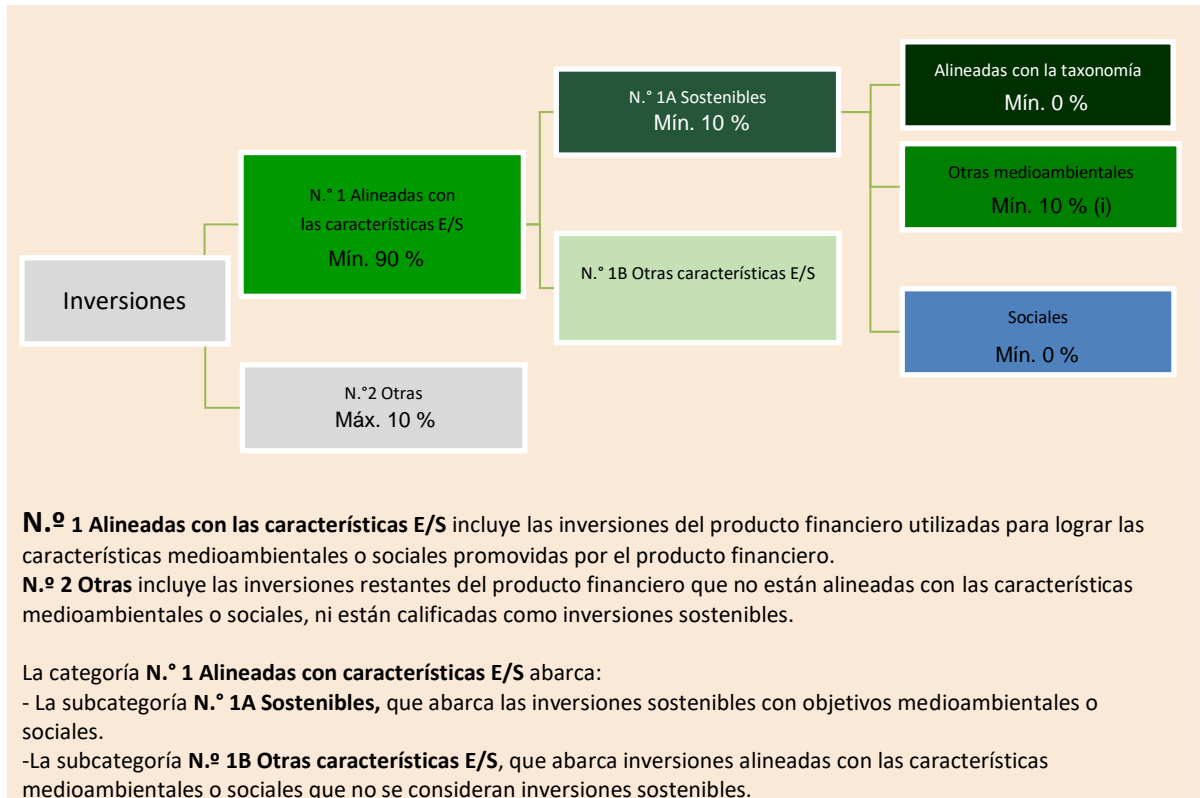 Inversiones
N.° 1 Alineadas con
las características E/S
Mín. 90 %
N.°2 Otras
Máx. 10 %
N.° 1A Sostenibles
Mín. 10 %
N.° 1B Otras características E/S
Alineadas con la taxonomía
Mín. 0 %
Otras medioambientales
Mín. 10 % (i)
Sociales
Mín. 0 %
N.º 1 Alineadas con las características E/S incluye las inversiones del producto financiero utilizadas para lograr las
características medioambientales o sociales promovidas por el producto financiero.
N.º 2 Otras incluye las inversiones restantes del producto financiero que no están alineadas con las características
medioambientales o sociales, ni están calificadas como inversiones sostenibles.
La categoría N.° 1 Alineadas con características E/S abarca:
- La subcategoría N.° 1A Sostenibles, que abarca las inversiones sostenibles con objetivos medioambientales o
sociales.
-La subcategoría N.º 1B Otras características E/S, que abarca inversiones alineadas con las características
medioambientales o sociales que no se consideran inversiones sostenibles.